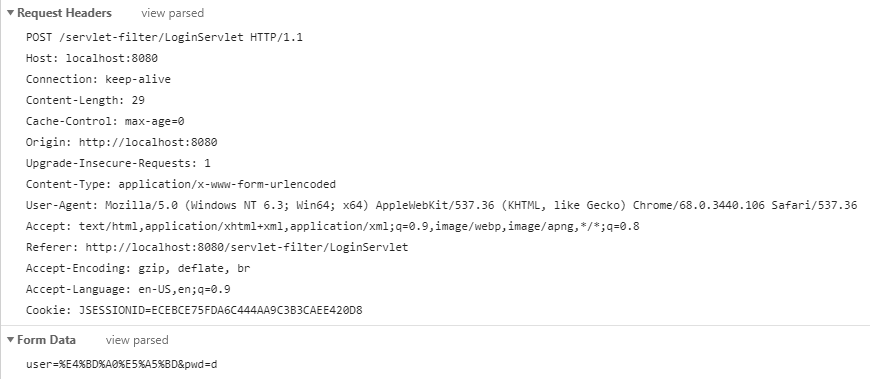 Request Headers view parsed
POST /servlet-filter/LoginServlet HTTP/1.1
Host: localhost:8080
Connection: keep-alive
Content-Length: 29
Cache-Control: max-age=0
Origin: http://localhost:8080
Upgrade-Insecure-Requests: 1
Content-Type: application/x-www-form-urlencoded
User-Agent: Mozilla/5.0 (Windows NT 6.3; Win64; x64) AppleWebKit/537.36 (KHTML, like Gecko) Chrome/68.0.3440.106 Safari/537.36
Accept: text/html,application/xhtml+xml,application/xml;q=0.9,image/webp,image/apng,*/*;q=0.8
Referer: http://localhost:8080/servlet-filter/LoginServlet
Accept-Encoding: gzip, deflate, br
Accept-Language: en-US,en;q=0.9
Cookie: JSESSIONID=ECEBCE75FDA6C444AA9C3B3CAEE420D8
Form Data view parsed
user=%E4%BD%A0%E5%A5%BD&pwd=d